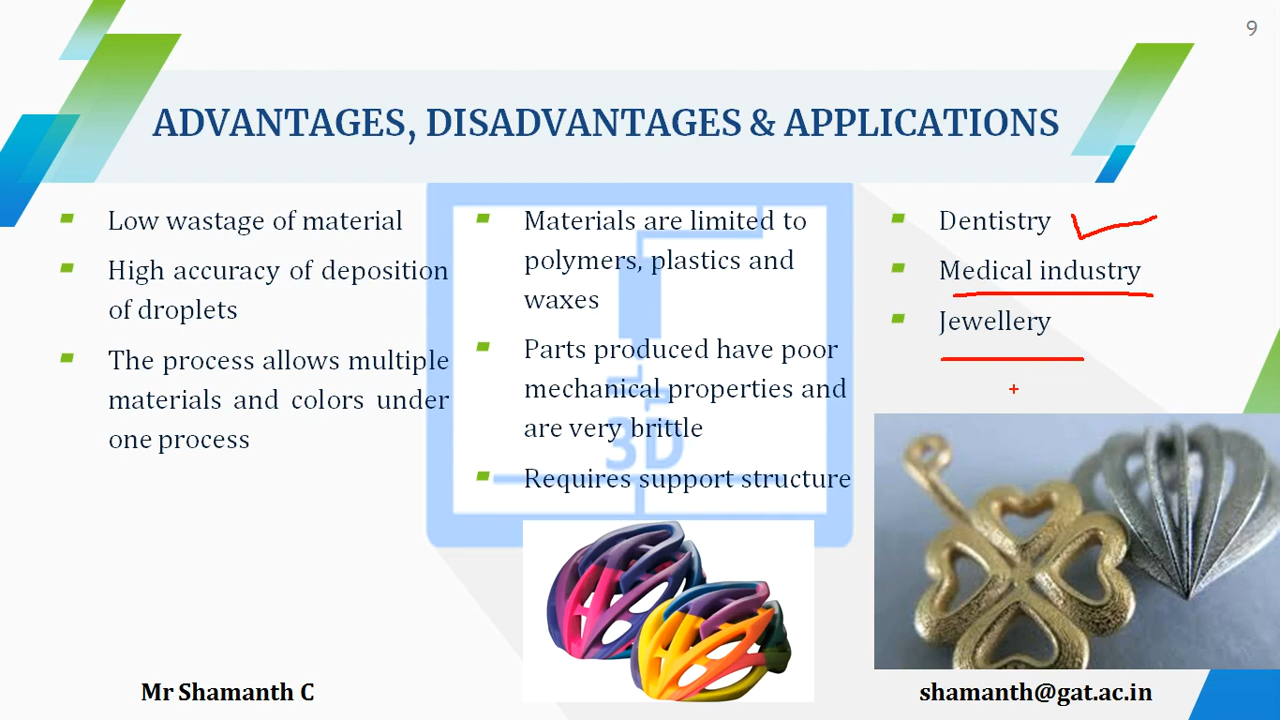 9
ADVANTAGES, DISADVANTAGES & APPLICATIONS
Low wastage of material
High accuracy of deposition
of droplets
The process allows multiple
materials and colors under
one process
Materials are limited to
polymers, plastics and
waxes
Parts produced have poor
mechanical properties and
are very brittle
Requires support structure
3D
Dentistry
Medical industry
Jewellery
Mr Shamanth C
shamanth@gat.ac.in